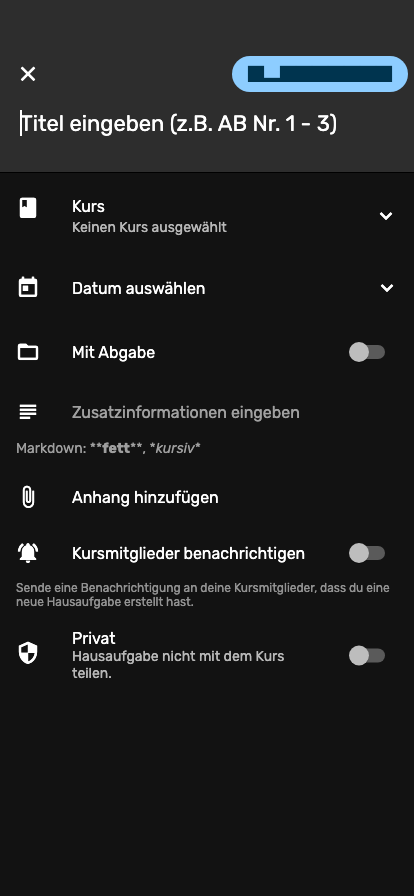 Titel eingeben (z.B. AB Nr. 1 - 3)
Kurs
Keinen Kurs ausgewählt
Datum auswählen
Mit Abgabe
Zusatzinformationen eingeben
Markdown: **fett**, *kursiv*
Anhang hinzufügen
Kursmitglieder benachrichtigen
Sende eine Benachrichtigung an deine Kursmitglieder, dass du eine
neue Hausaufgabe erstellt hast.
Privat
Hausaufgabe nicht mit dem Kurs
teilen.